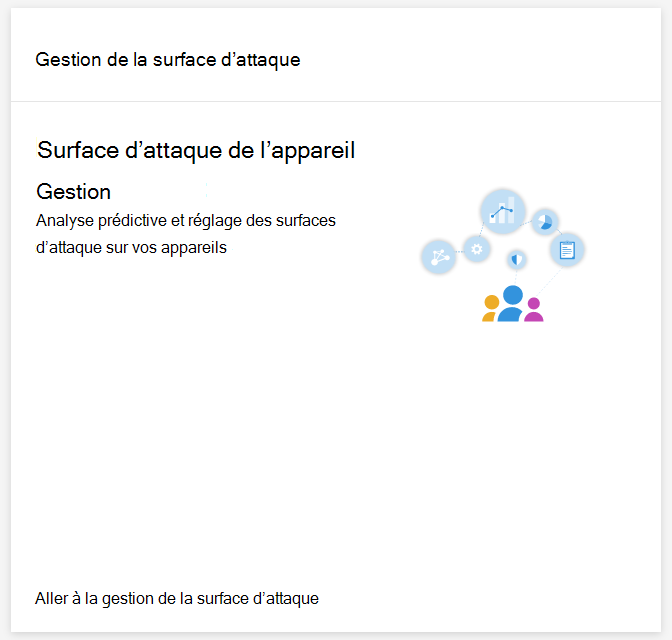 Gestion de la surface d’attaque
Surface d’attaque de l’appareil
Gestion
Analyse prédictive et réglage des surfaces
d’attaque sur vos appareils
Aller à la gestion de la surface d’attaque